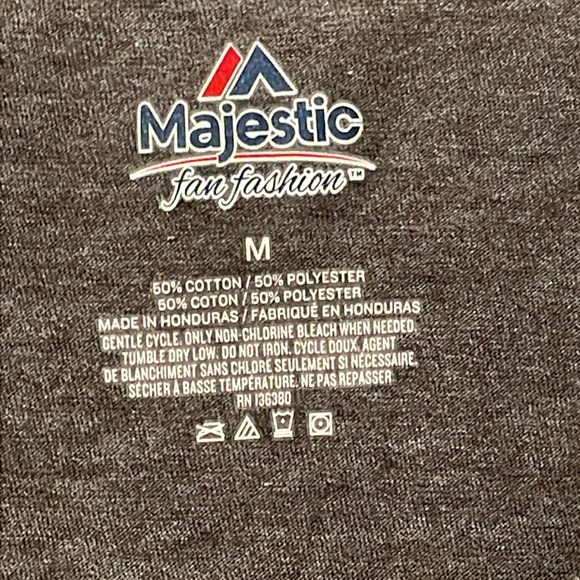 Majestic
fan fashion™
M
50% COTTON / 50% POLYESTER
50% COTON / 50% POLYESTER
MADE IN HONDURAS / FABRIQUÉ EN HONDURAS
GENTLE CYCLE. ONLY NON-CHLORINE BLEACH WHEN NEEDED.
TUMBLE DRY LOW. DO NOT IRON. CYCLE DOUX. AGENT
DE BLANCHIMENT SANS CHLORE SEULEMENT SI NÉCESSAIRE.
SÉCHER À BASSE TEMPÉRATURE. NE PAS REPASSER
RN 136380